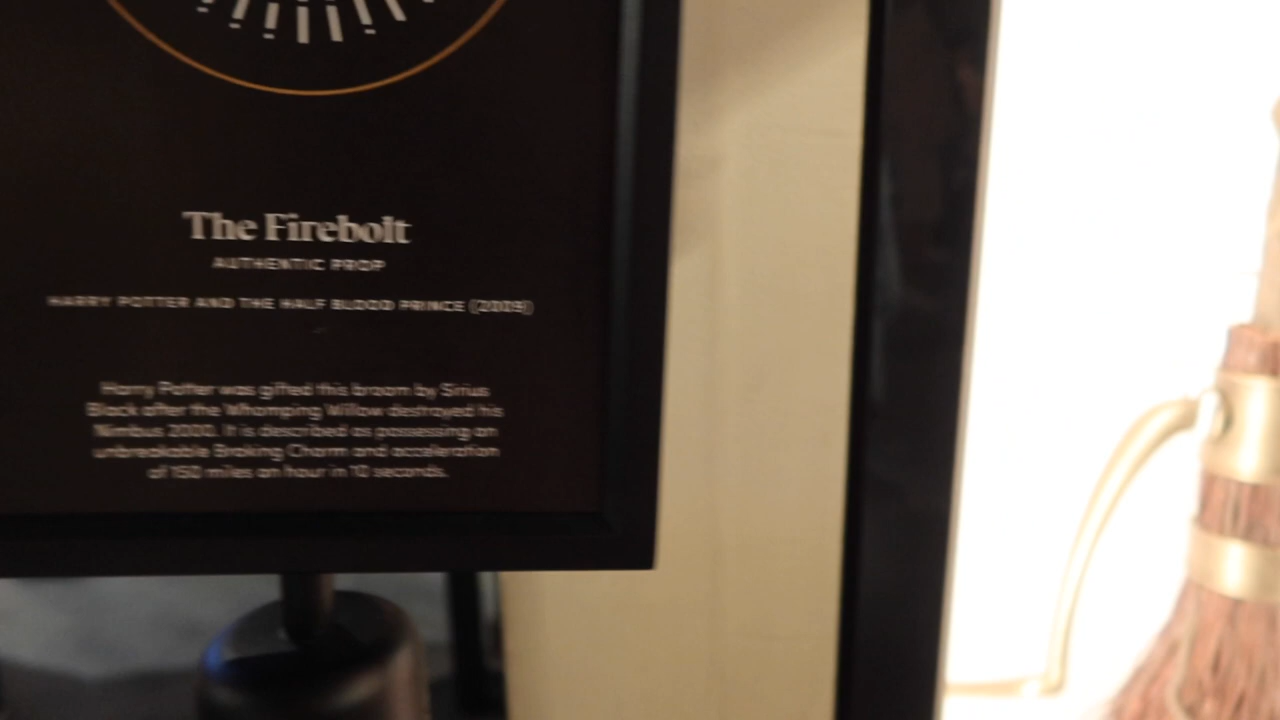 The Firebolt
AUTHENTIC PROP
HARRY POTTER AND THE HALF BLOOD PRINCE (2009)
Harry Potter was gifted this broom by Sirius
Black after the Whomping Willow destroyed his
Nimbus 2000. It is described as possessing an
unbreakable Braking Charm and acceleration
of 150 miles an hour in 10 seconds.